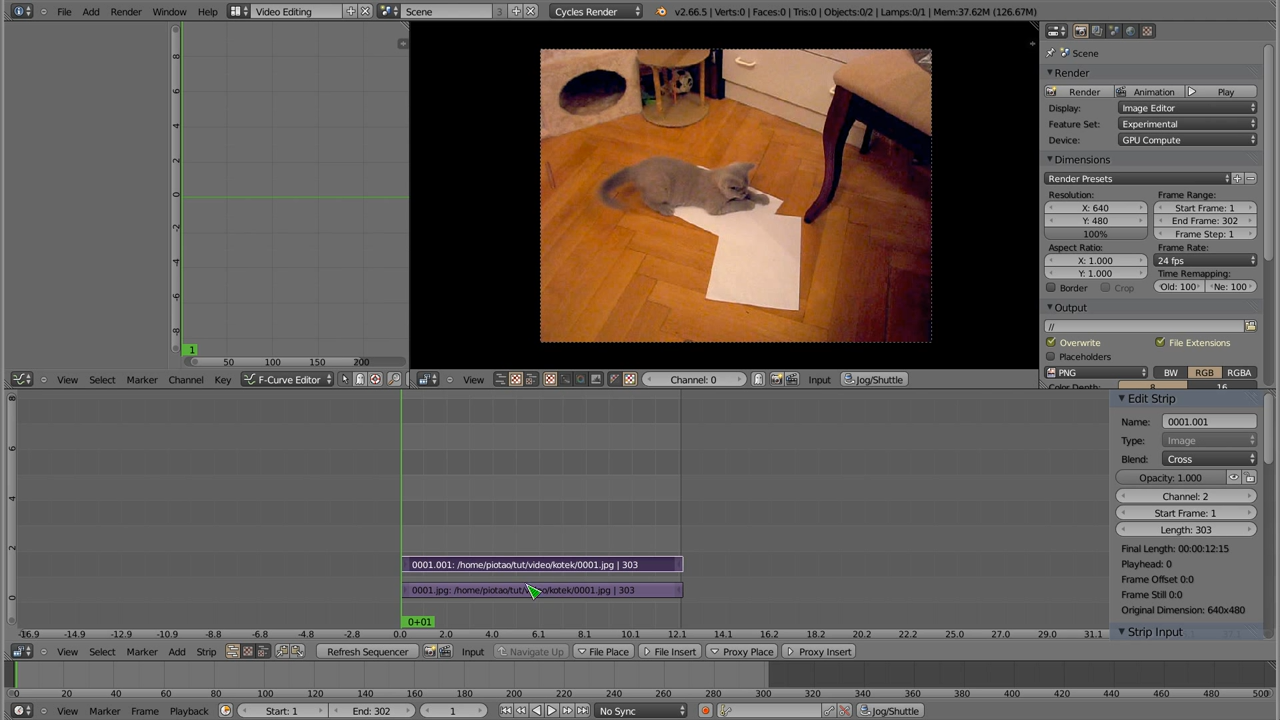 File Add Render Window Help Video Editing Scene 3 Cycles Render v2.66.5 | Verts:0 | Faces:0 | Tris:0 | Objects:0/2 | Lamps:0/1 | Mem:37.62M (126.67M)
Scene
Render
Render Animation Play
Display: Image Editor
Feature Set: Experimental
Device: GPU Compute
Dimensions
Render Presets
Resolution: Frame Range:
X: 640 Start Frame: 1
Y: 480 End Frame: 302
100% Frame Step: 1
Aspect Ratio: Frame Rate:
X: 1.000 24 fps
Y: 1.000 Time Remapping:
Border Crop Old: 100 Ne: 100
Output
//
Overwrite File Extensions
Placeholders
PNG BW RGB RGBA
Color Depth: 8 16
8
6
4
2
0
-2
-4
-6
-8
1
50 100 150 200
View Select Marker Channel Key F-Curve Editor
View Channel: 0 Input Jog/Shuttle
8
6
4
2
0
0001.001: /home/piotao/tut/video/kotek/0001.jpg | 303
0001.jpg: /home/piotao/tut/video/kotek/0001.jpg | 303
0+01
-16.9 -14.8 -12.7 -10.6 -8.5 -7.1 -4.9 -2.8 0.0 2.0 4.0 6.1 8.1 10.1 12.1 14.1 16.2 18.2 20.2 22.2 25.0 27.0 29.0 31.1
Edit Strip
Name: 0001.001
Type: Image
Blend: Cross
Opacity: 1.000
Channel: 2
Start Frame: 1
Length: 303
Final Length: 00:00:12:15
Playhead: 0
Frame Offset 0:0
Frame Still 0:0
Original Dimension: 640x480
Strip Input
View Select Marker Add Strip Refresh Sequencer Input Navigate Up File Place File Insert Proxy Place Proxy Insert
0 20 40 60 80 100 120 140 160 180 200 220 240 260 280 300 320 340 360 380 400 420 440 460 480 500
View Marker Frame Playback Start: 1 End: 302 1 No Sync Jog/Shuttle